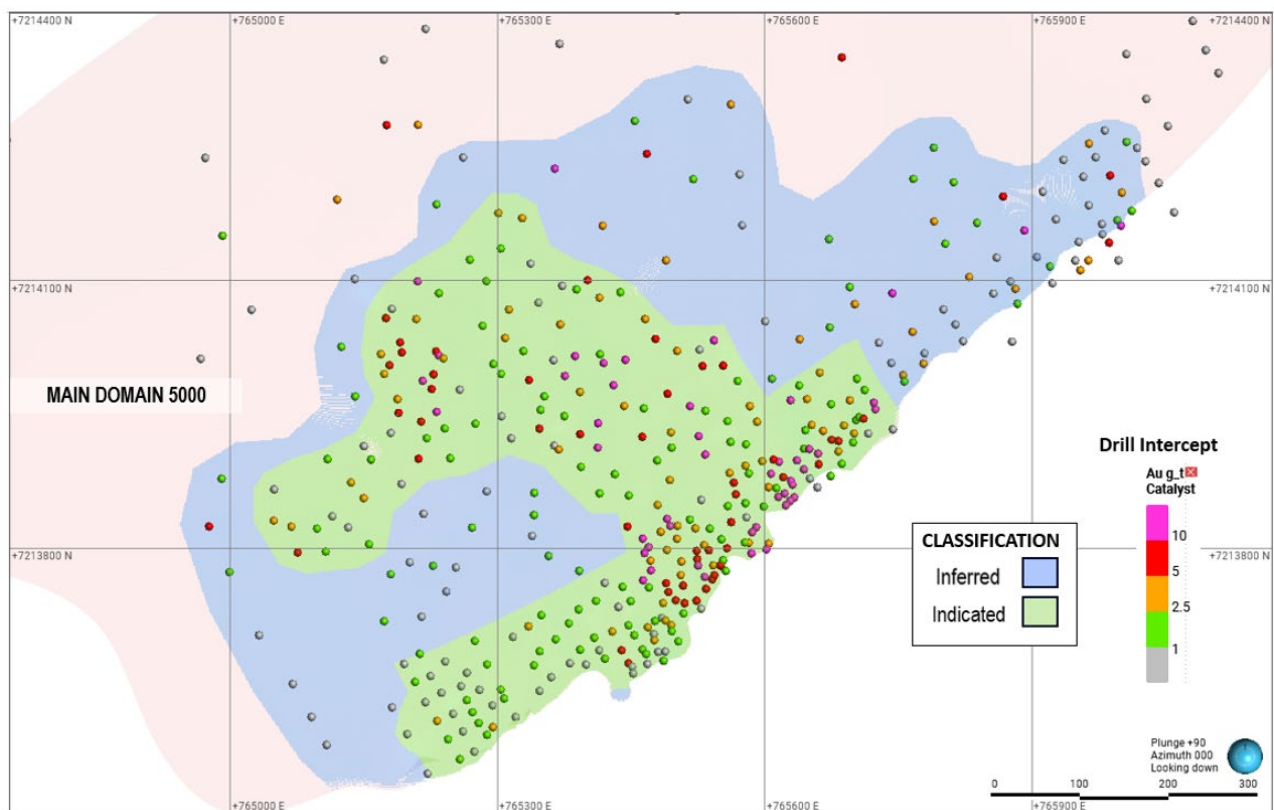 +7214400 N
+765000 E
+765300 E
+765600 E
+765900 E
+7214400 N
+7214100 N
+7214100 N
MAIN DOMAIN 5000
Drill Intercept
Au g_t
Catalyst
10
5
2.5
1
CLASSIFICATION
Inferred
Indicated
+7213800 N
+7213800 N
Plunge +90
Azimuth 000
Looking down
0 100 200 300
+765000 E
+765300 E
+765600 E
+765900 E